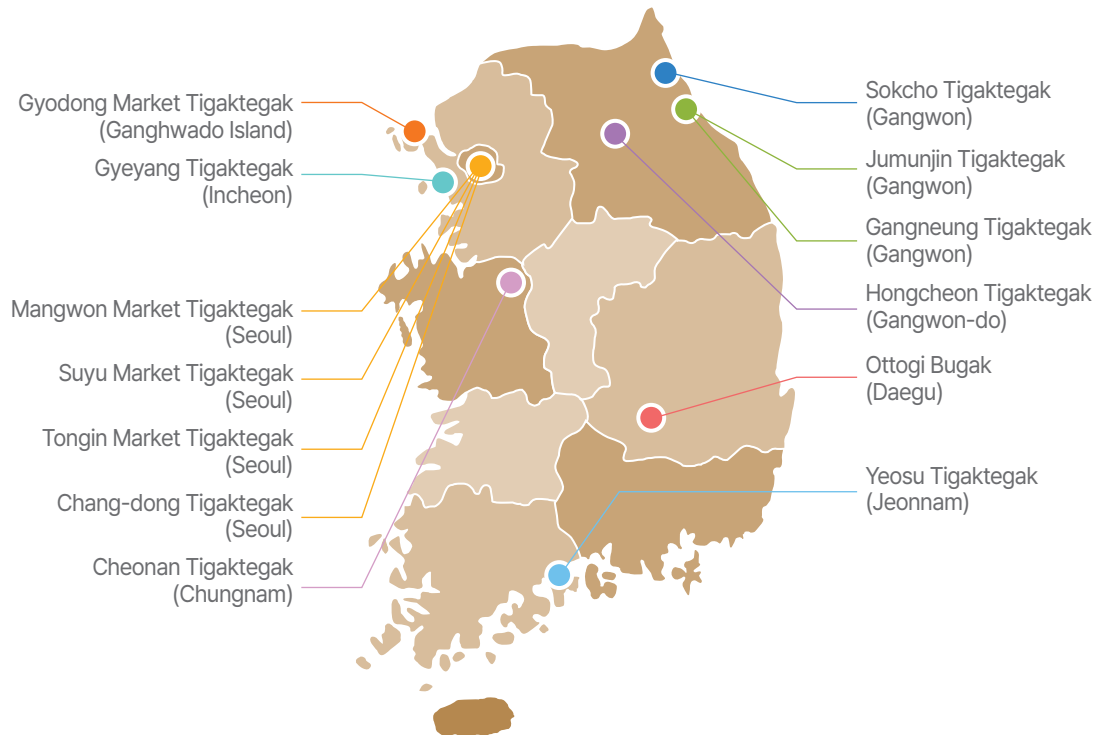 Gyodong Market Tigaktegak
(Ganghwado Island)
Gyeyang Tigaktegak
(Incheon)
Mangwon Market Tigaktegak
(Seoul)
Suyu Market Tigaktegak
(Seoul)
Tongin Market Tigaktegak
(Seoul)
Chang-dong Tigaktegak
(Seoul)
Cheonan Tigaktegak
(Chungnam)
Sokcho Tigaktegak
(Gangwon)
Jumunjin Tigaktegak
(Gangwon)
Gangneung Tigaktegak
(Gangwon)
Hongcheon Tigaktegak
(Gangwon-do)
Ottogi Bugak
(Daegu)
Yeosu Tigaktegak
(Jeonnam)